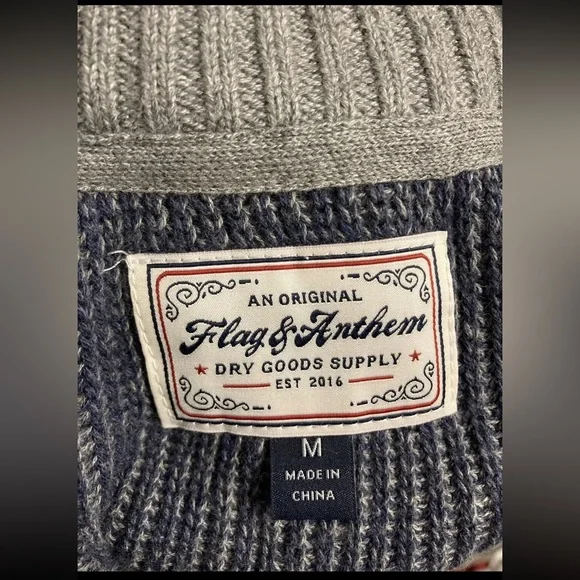 AN ORIGINAL
Flag & Anthem
DRY GOODS SUPPLY
EST 2016
M
MADE IN
CHINA